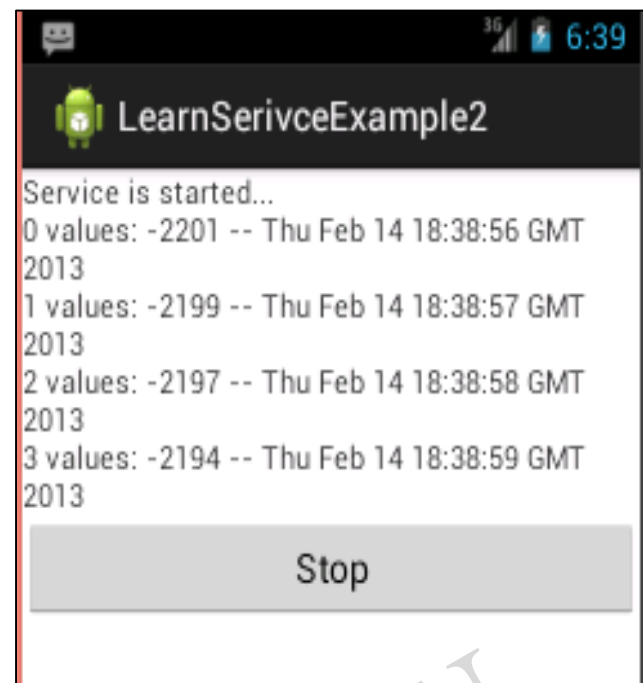 3G 6:39
LearnSerivceExample2
Service is started...
0 values: -2201 -- Thu Feb 14 18:38:56 GMT
2013
1 values: -2199 -- Thu Feb 14 18:38:57 GMT
2013
2 values: -2197 -- Thu Feb 14 18:38:58 GMT
2013
3 values: -2194 -- Thu Feb 14 18:38:59 GMT
2013
Stop